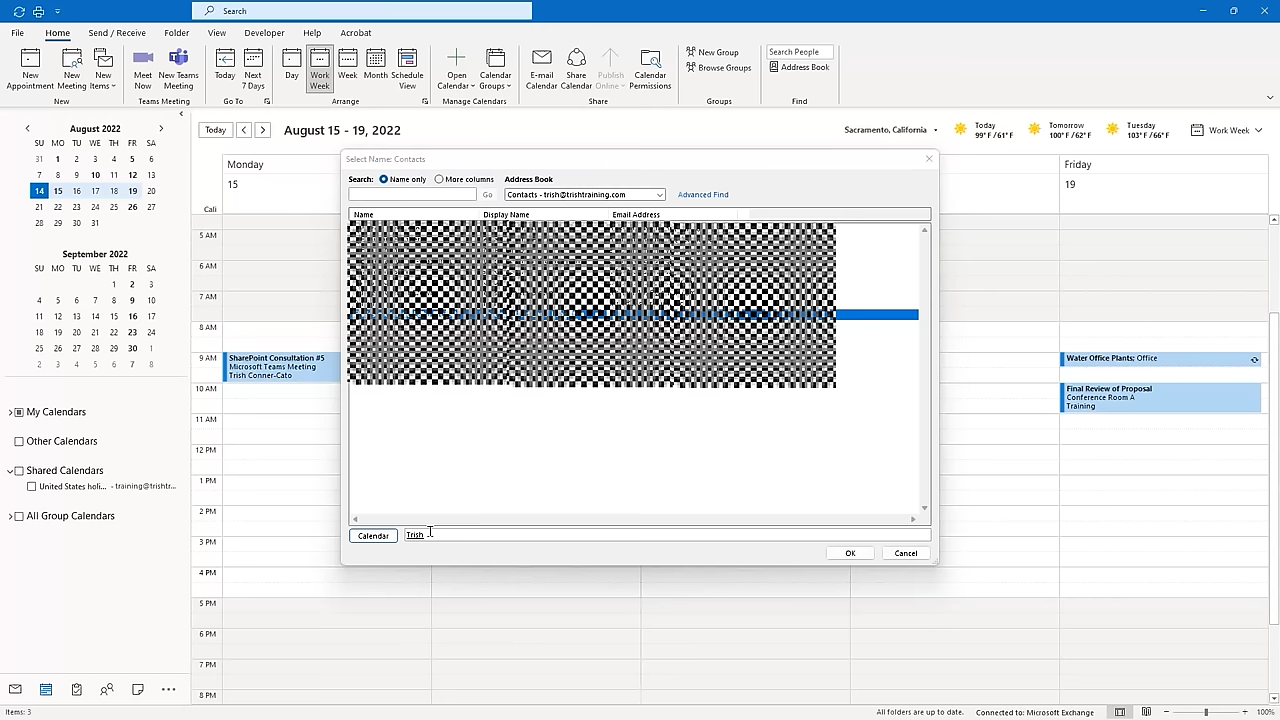 Search
File Home Send / Receive Folder View Developer Help Acrobat
New Appointment New Meeting New Items Meet Now New Teams Meeting Today Next 7 Days Day Work Week Week Month Schedule View Open Calendar Calendar Groups E-mail Calendar Share Calendar Publish Online Calendar Permissions New Group Browse Groups Search People Address Book
New Teams Meeting Go To Arrange Manage Calendars Share Groups Find
August 2022
SU MO TU WE TH FR SA
31 1 2 3 4 5 6
7 8 9 10 11 12 13
14 15 16 17 18 19 20
21 22 23 24 25 26 27
28 29 30 31
September 2022
SU MO TU WE TH FR SA
1 2 3
4 5 6 7 8 9 10
11 12 13 14 15 16 17
18 19 20 21 22 23 24
25 26 27 28 29 30 1
2 3 4 5 6 7 8
My Calendars
Other Calendars
Shared Calendars
United States holi... - training@trishtr...
All Group Calendars
Today August 15 - 19, 2022 Sacramento, California Today 99°F/61°F Tomorrow 100°F/62°F Tuesday 103°F/66°F Work Week
Monday Friday
15 19
Cali
5 AM
6 AM
7 AM
8 AM
9 AM
10 AM
11 AM
12 PM
1 PM
2 PM
3 PM
4 PM
5 PM
6 PM
7 PM
8 PM
SharePoint Consultation #5
Microsoft Teams Meeting
Trish Conner-Cato
Water Office Plants; Office
Final Review of Proposal
Conference Room A
Training
Select Name: Contacts
Search: Name only More columns Address Book
Go Contacts - trish@trishtraining.com Advanced Find
Name Display Name Email Address
Calendar Trish
OK Cancel
Items: 3 All folders are up to date. Connected to: Microsoft Exchange 100%